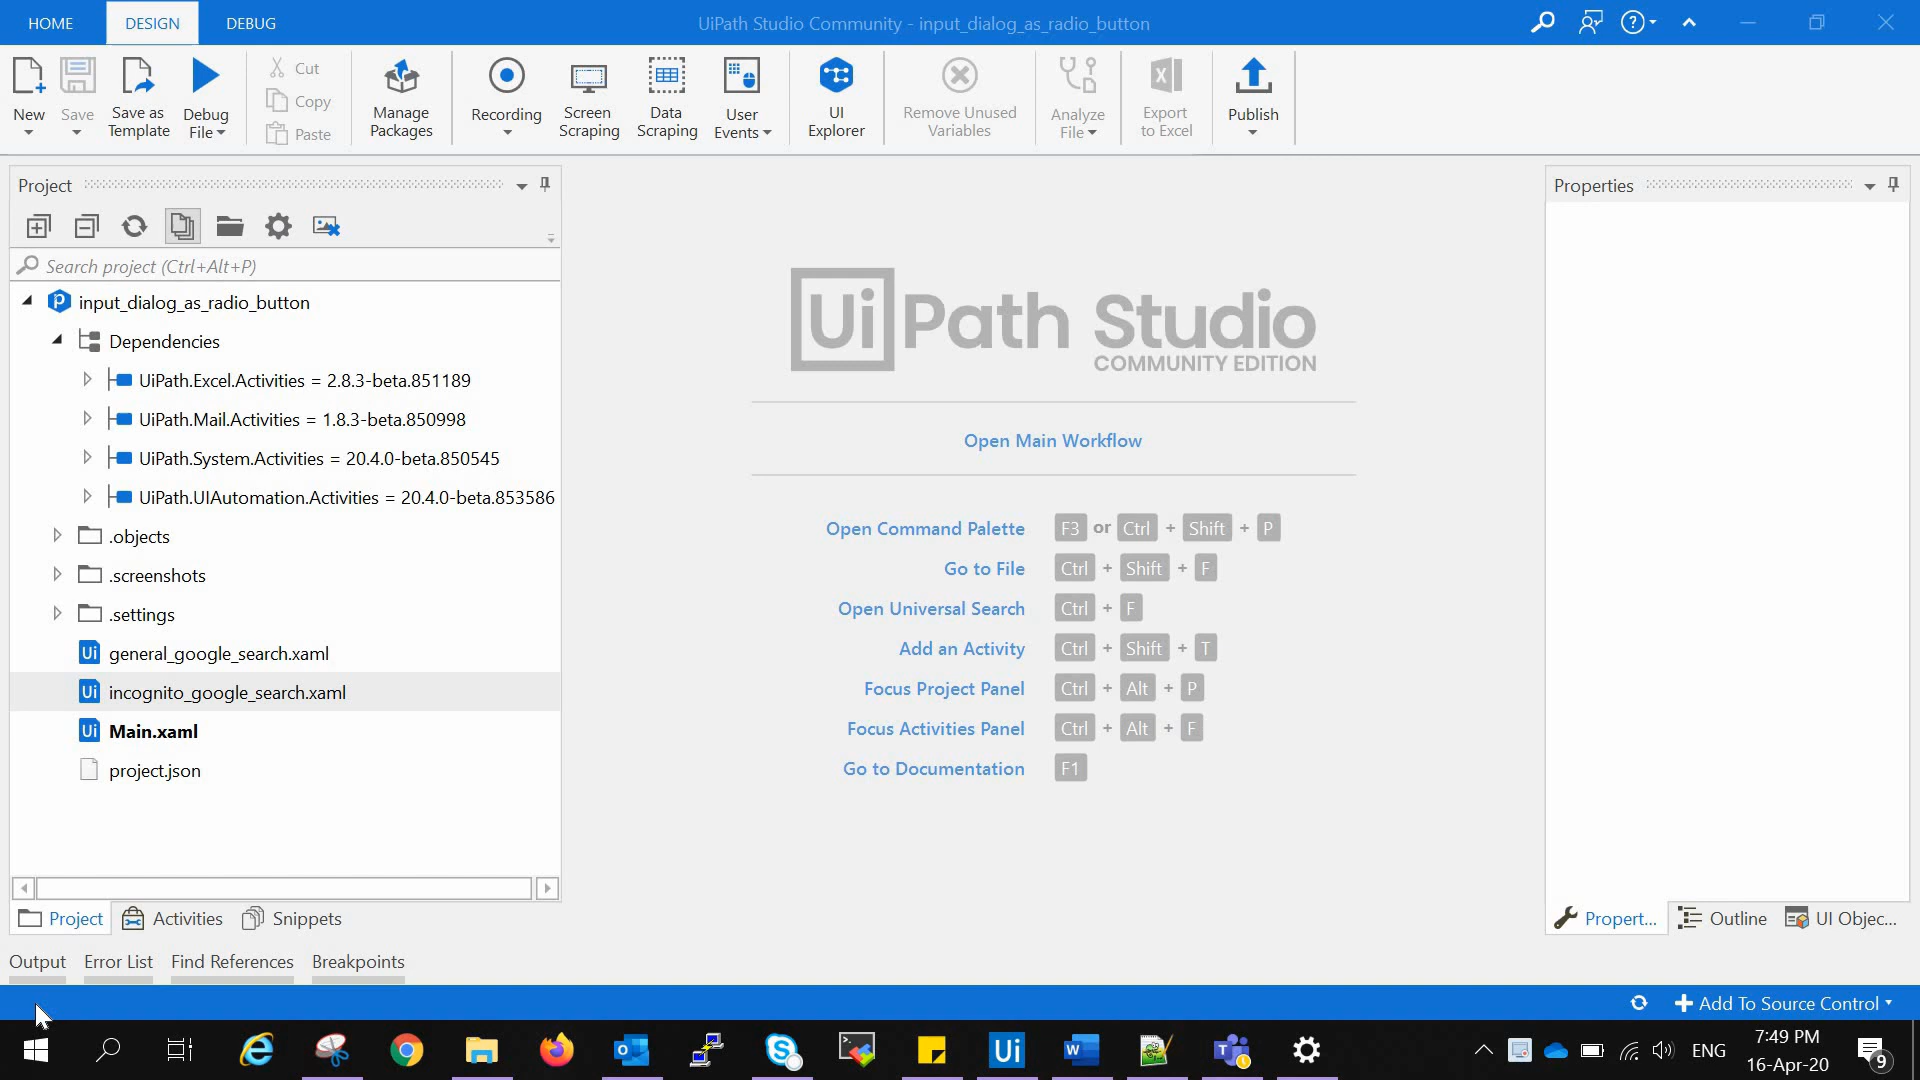 HOME DESIGN DEBUG UiPath Studio Community - input_dialog_as_radio_button
New Save Save as Template Debug File Cut Copy Paste Manage Packages Recording Screen Scraping Data Scraping User Events UI Explorer Remove Unused Variables Analyze File Export to Excel Publish
Project
Search project (Ctrl+Alt+P)
input_dialog_as_radio_button
Dependencies
UiPath.Excel.Activities = 2.8.3-beta.851189
UiPath.Mail.Activities = 1.8.3-beta.850998
UiPath.System.Activities = 20.4.0-beta.850545
UiPath.UIAutomation.Activities = 20.4.0-beta.853586
.objects
.screenshots
.settings
general_google_search.xaml
incognito_google_search.xaml
Main.xaml
project.json
Project Activities Snippets
Output Error List Find References Breakpoints
UiPath Studio
COMMUNITY EDITION
Open Main Workflow
Open Command Palette F3 or Ctrl + Shift + P
Go to File Ctrl + Shift + F
Open Universal Search Ctrl + F
Add an Activity Ctrl + Shift + T
Focus Project Panel Ctrl + Alt + P
Focus Activities Panel Ctrl + Alt + F
Go to Documentation F1
Properties
Propert... Outline UI Objec...
Add To Source Control
ENG 7:49 PM
16-Apr-20
9